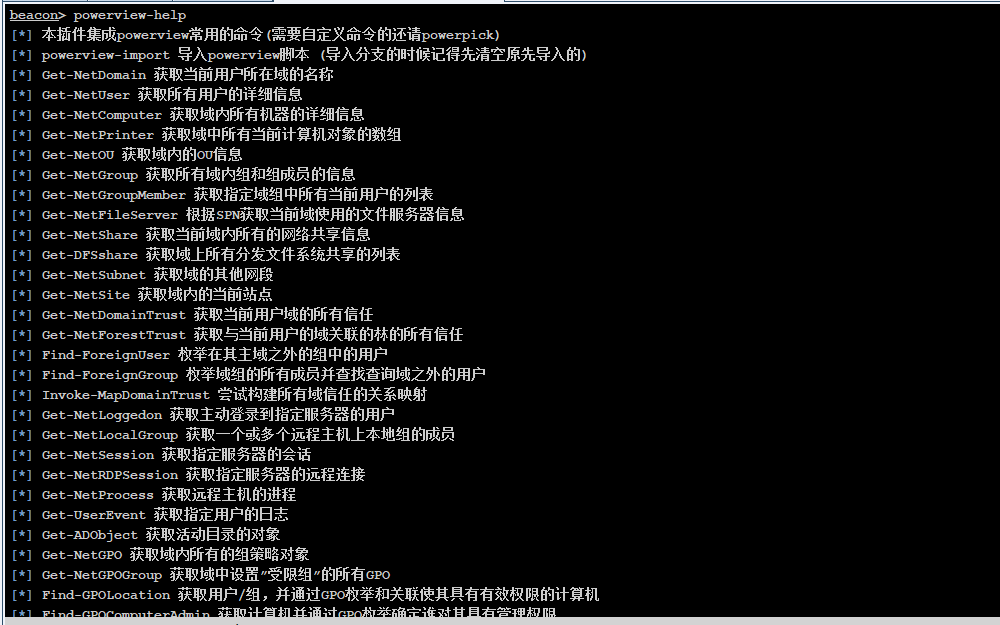 beacon> powerview-help
[*] 本插件集成powerview常用的命令(需要自定义命令的还请powerpick)
[*] powerview-import 导入powerview脚本 (导入分支的时候记得先清空原先导入的)
[*] Get-NetDomain 获取当前用户所在域的名称
[*] Get-NetUser 获取所有用户的详细信息
[*] Get-NetComputer 获取域内所有机器的详细信息
[*] Get-NetPrinter 获取域中所有当前计算机对象的数组
[*] Get-NetOU 获取域内的OU信息
[*] Get-NetGroup 获取所有域内组和组成员的信息
[*] Get-NetGroupMember 获取指定域组中所有当前用户的列表
[*] Get-NetFileServer 根据SPN获取当前域使用的文件服务器信息
[*] Get-NetShare 获取当前域内所有的网络共享信息
[*] Get-DFSshare 获取域上所有分发文件系统共享的列表
[*] Get-NetSubnet 获取域的其他网段
[*] Get-NetSite 获取域内的当前站点
[*] Get-NetDomainTrust 获取当前用户域的所有信任
[*] Get-NetForestTrust 获取与当前用户的域关联的林的所有信任
[*] Find-ForeignUser 枚举在其主域之外的组中的用户
[*] Find-ForeignGroup 枚举域组的所有成员并查找查询域之外的用户
[*] Invoke-MapDomainTrust 尝试构建所有域信任的关系映射
[*] Get-NetLoggedon 获取主动登录到指定服务器的用户
[*] Get-NetLocalGroup 获取一个或多个远程主机上本地组的成员
[*] Get-NetSession 获取指定服务器的会话
[*] Get-NetRDPSession 获取指定服务器的远程连接
[*] Get-NetProcess 获取远程主机的进程
[*] Get-UserEvent 获取指定用户的日志
[*] Get-ADObject 获取活动目录的对象
[*] Get-NetGPO 获取域内所有的组策略对象
[*] Get-NetGPOGroup 获取域中设置"受限组"的所有GPO
[*] Find-GPOLocation 获取用户/组，并通过GPO枚举和关联使其具有有效权限的计算机
[*] Find-GPOComputerAdmin 获取计算机并通过GPO枚举确定谁对其具有管理权限